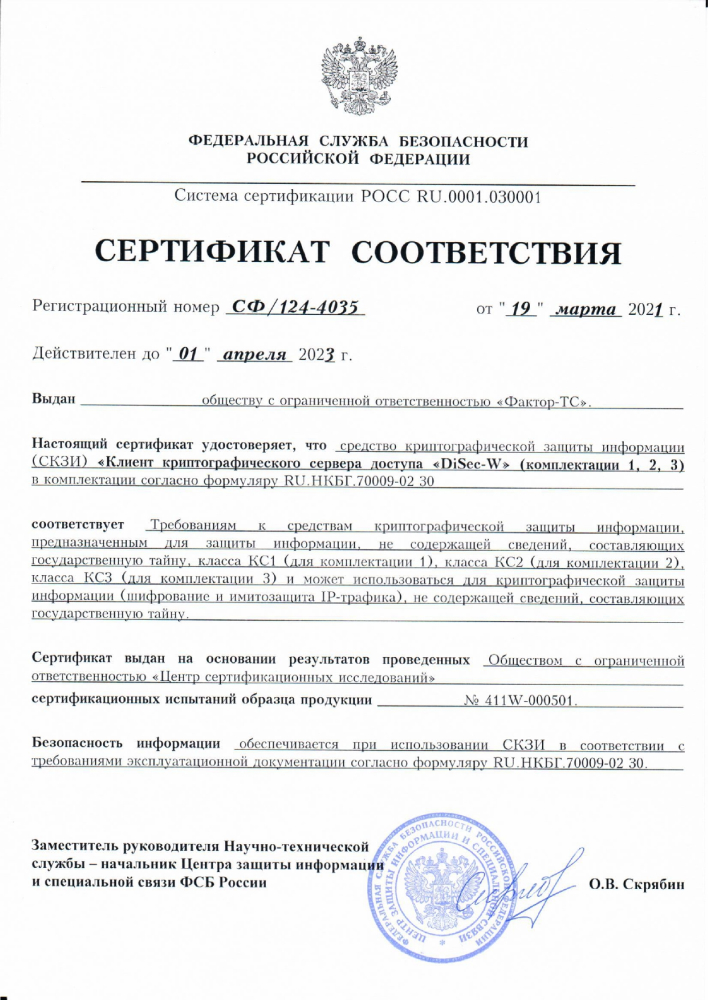 ФЕДЕРАЛЬНАЯ СЛУЖБА БЕЗОПАСНОСТИ
РОССИЙСКОЙ ФЕДЕРАЦИИ
Система сертификации РОСС RU.0001.030001
СЕРТИФИКАТ СООТВЕТСТВИЯ
Регистрационный номер СФ/124-4035 от "19" марта 2021 г.
Действителен до "01" апреля 2023 г.
Выдан обществу с ограниченной ответственностью «Фактор-ТС».
Настоящий сертификат удостоверяет, что средство криптографической защиты информации
(СКЗИ) «Клиент криптографического сервера доступа «DiSec-W» (комплектации 1, 2, 3)
в комплектации согласно формуляру RU.НКБГ.70009-02 30
соответствует Требованиям к средствам криптографической защиты информации,
предназначенным для защиты информации, не содержащей сведений, составляющих
государственную тайну, класса КС1 (для комплектации 1), класса КС2 (для комплектации 2),
класса КС3 (для комплектации 3) и может использоваться для криптографической защиты
информации (шифрование и имитозащита IP-трафика), не содержащей сведений, составляющих
государственную тайну.
Сертификат выдан на основании результатов проведенных Обществом с ограниченной
ответственностью «Центр сертификационных исследований»
сертификационных испытаний образца продукции № 411W-000501.
Безопасность информации обеспечивается при использовании СКЗИ в соответствии с
требованиями эксплуатационной документации согласно формуляру RU.НКБГ.70009-02 30.
Заместитель руководителя Научно-технической
службы – начальник Центра защиты информации
и специальной связи ФСБ России
О.В. Скрябин
ФЕДЕРАЛЬНАЯ СЛУЖБА БЕЗОПАСНОСТИ РОССИЙСКОЙ ФЕДЕРАЦИИ
ЦЕНТР ЗАЩИТЫ ИНФОРМАЦИИ И СПЕЦИАЛЬНОЙ СВЯЗИ